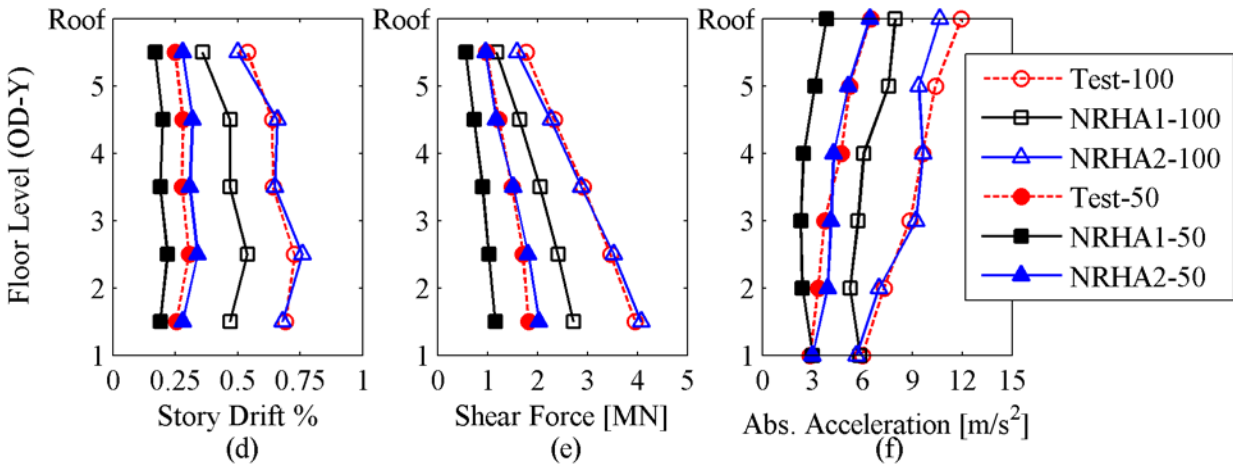 Floor Level (OD-Y)
Roof
5
4
3
2
1
0 0.25 0.5 0.75 1
Story Drift %
(d)
Roof
5
4
3
2
1
0 1 2 3 4 5
Shear Force [MN]
(e)
Roof
5
4
3
2
1
0 3 6 9 12 15
Abs. Acceleration [m/s²]
(f)
Test-100
NRHA1-100
NRHA2-100
Test-50
NRHA1-50
NRHA2-50